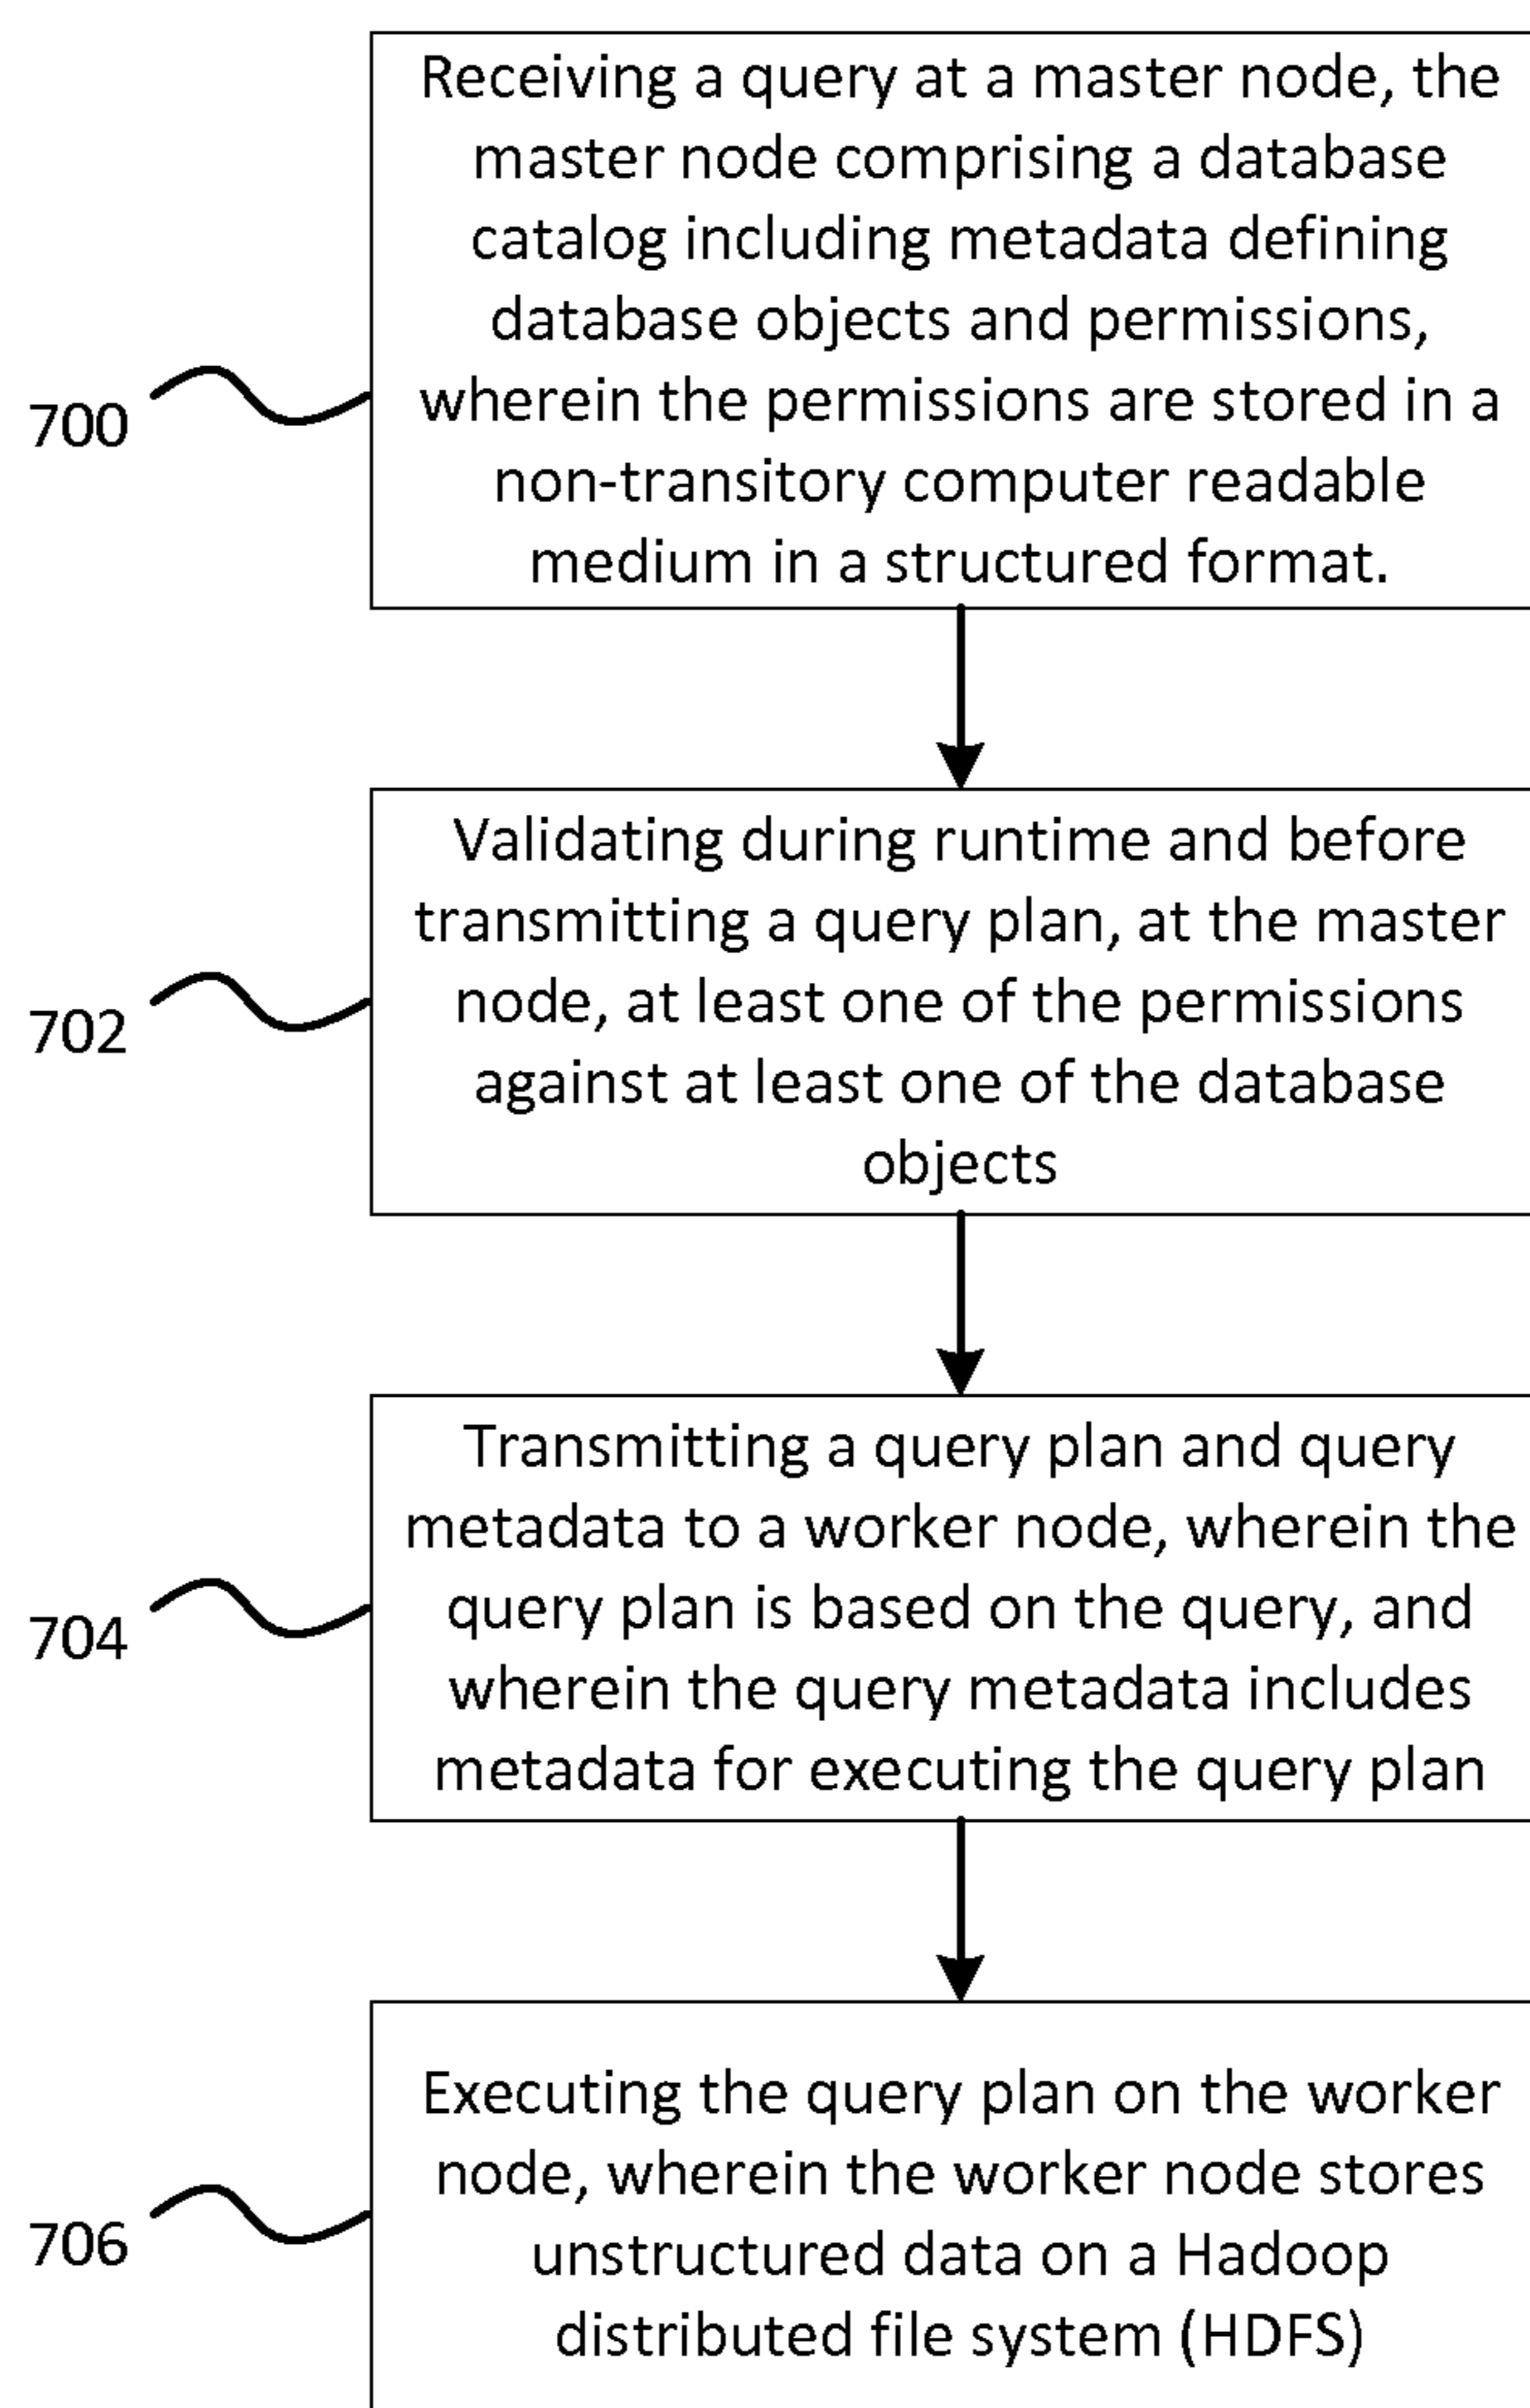 Receiving a query at a master node, the
master node comprising a database
catalog including metadata defining
database objects and permissions,
wherein the permissions are stored in a
non-transitory computer readable
medium in a structured format.
700
Validating during runtime and before
transmitting a query plan, at the master
node, at least one of the permissions
against at least one of the database
objects
702
Transmitting a query plan and query
metadata to a worker node, wherein the
query plan is based on the query, and
wherein the query metadata includes
metadata for executing the query plan
704
Executing the query plan on the worker
node, wherein the worker node stores
unstructured data on a Hadoop
distributed file system (HDFS)
706